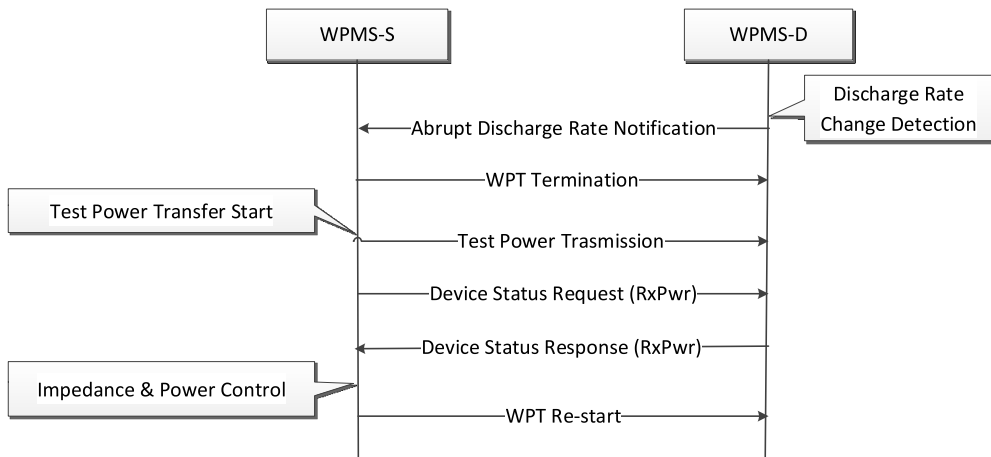 WPMS-S
WPMS-D
Discharge Rate
Change Detection
Abrupt Discharge Rate Notification
WPT Termination
Test Power Transfer Start
Test Power Trasmission
Device Status Request (RxPwr)
Device Status Response (RxPwr)
Impedance & Power Control
WPT Re-start